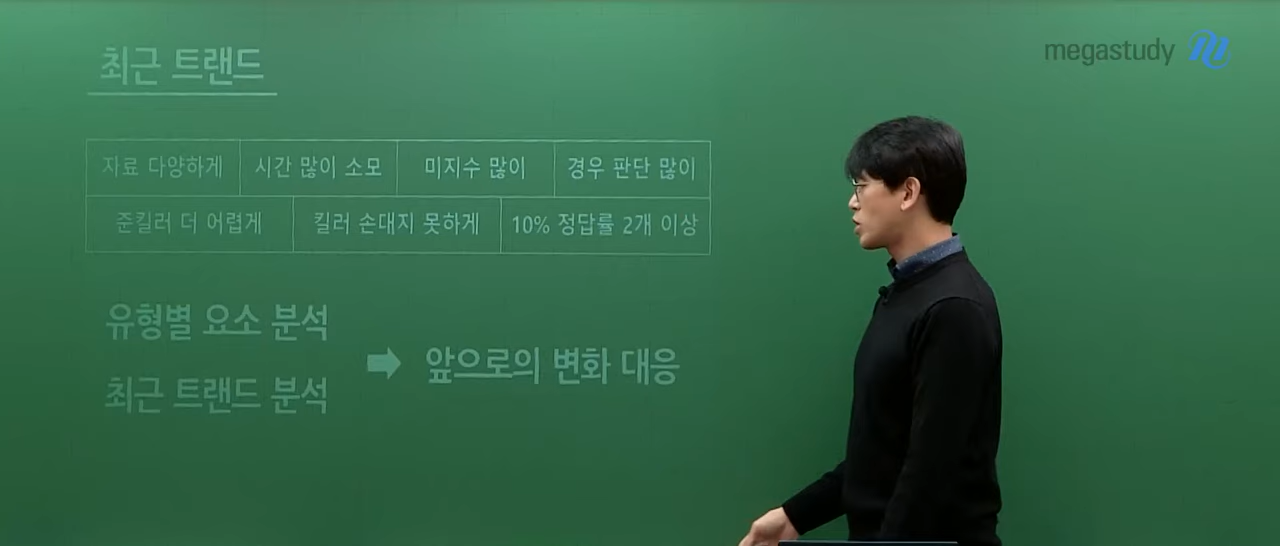 최근 트랜드
megastudy
자료 다양하게 시간 많이 소모 미지수 많이 경우 판단 많이
준킬러 더 어렵게 킬러 손대지 못하게 10% 정답률 2개 이상
유형별 요소 분석
앞으로의 변화 대응
최근 트랜드 분석